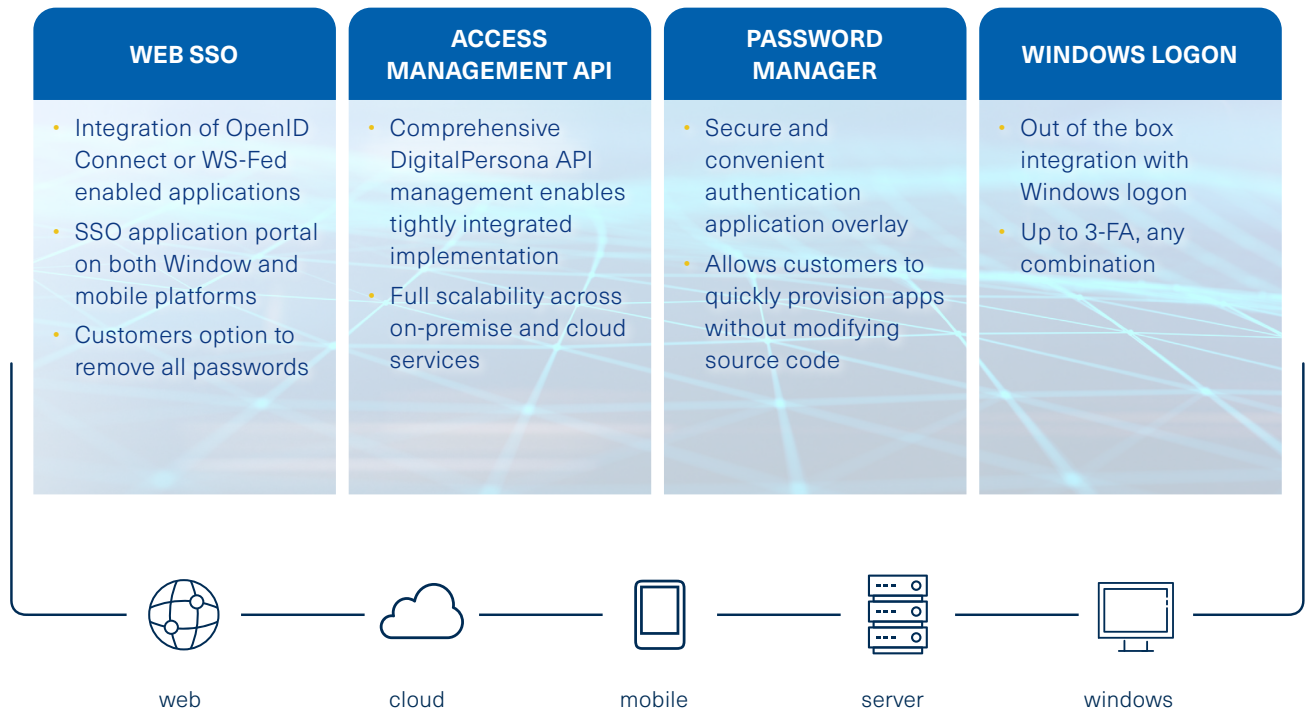 WEB SSO
• Integration of OpenID
Connect or WS-Fed
enabled applications
• SSO application portal
on both Window and
mobile platforms
• Customers option to
remove all passwords
ACCESS
MANAGEMENT API
• Comprehensive
DigitalPersona API
management enables
tightly integrated
implementation
• Full scalability across
on-premise and cloud
services
PASSWORD
MANAGER
• Secure and
convenient
authentication
application overlay
• Allows customers to
quickly provision apps
without modifying
source code
WINDOWS LOGON
• Out of the box
integration with
Windows logon
• Up to 3-FA, any
combination
web
cloud
mobile
server
windows